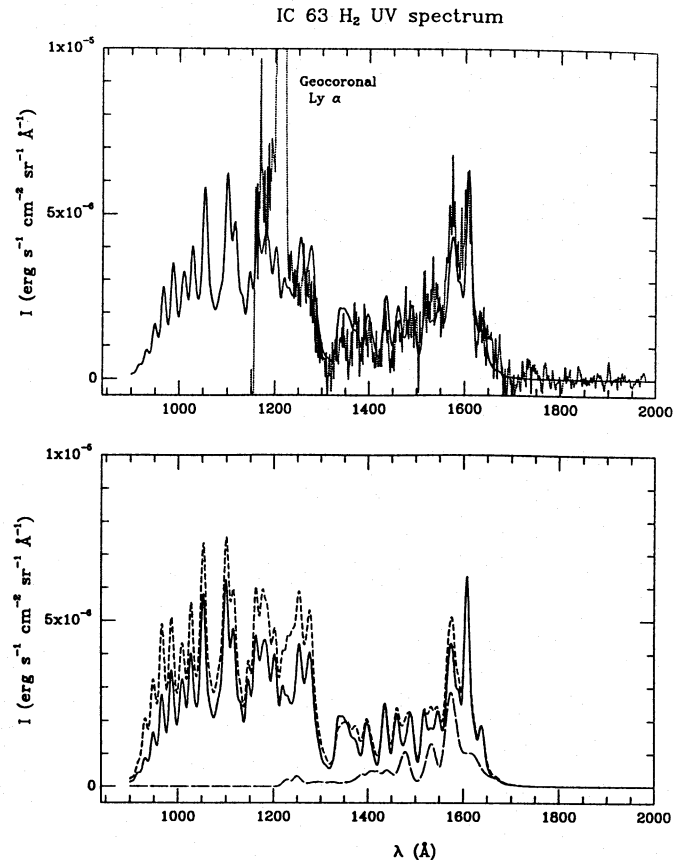 IC 63 H₂ UV spectrum
1x10⁻⁵
Geocoronal
Ly α
5x10⁻⁶
0
I (erg s⁻¹ cm⁻² sr⁻¹ Å⁻¹)
1000 1200 1400 1600 1800 2000
1x10⁻⁵
5x10⁻⁶
0
I (erg s⁻¹ cm⁻² sr⁻¹ Å⁻¹)
1000 1200 1400 1600 1800 2000
λ (Å)